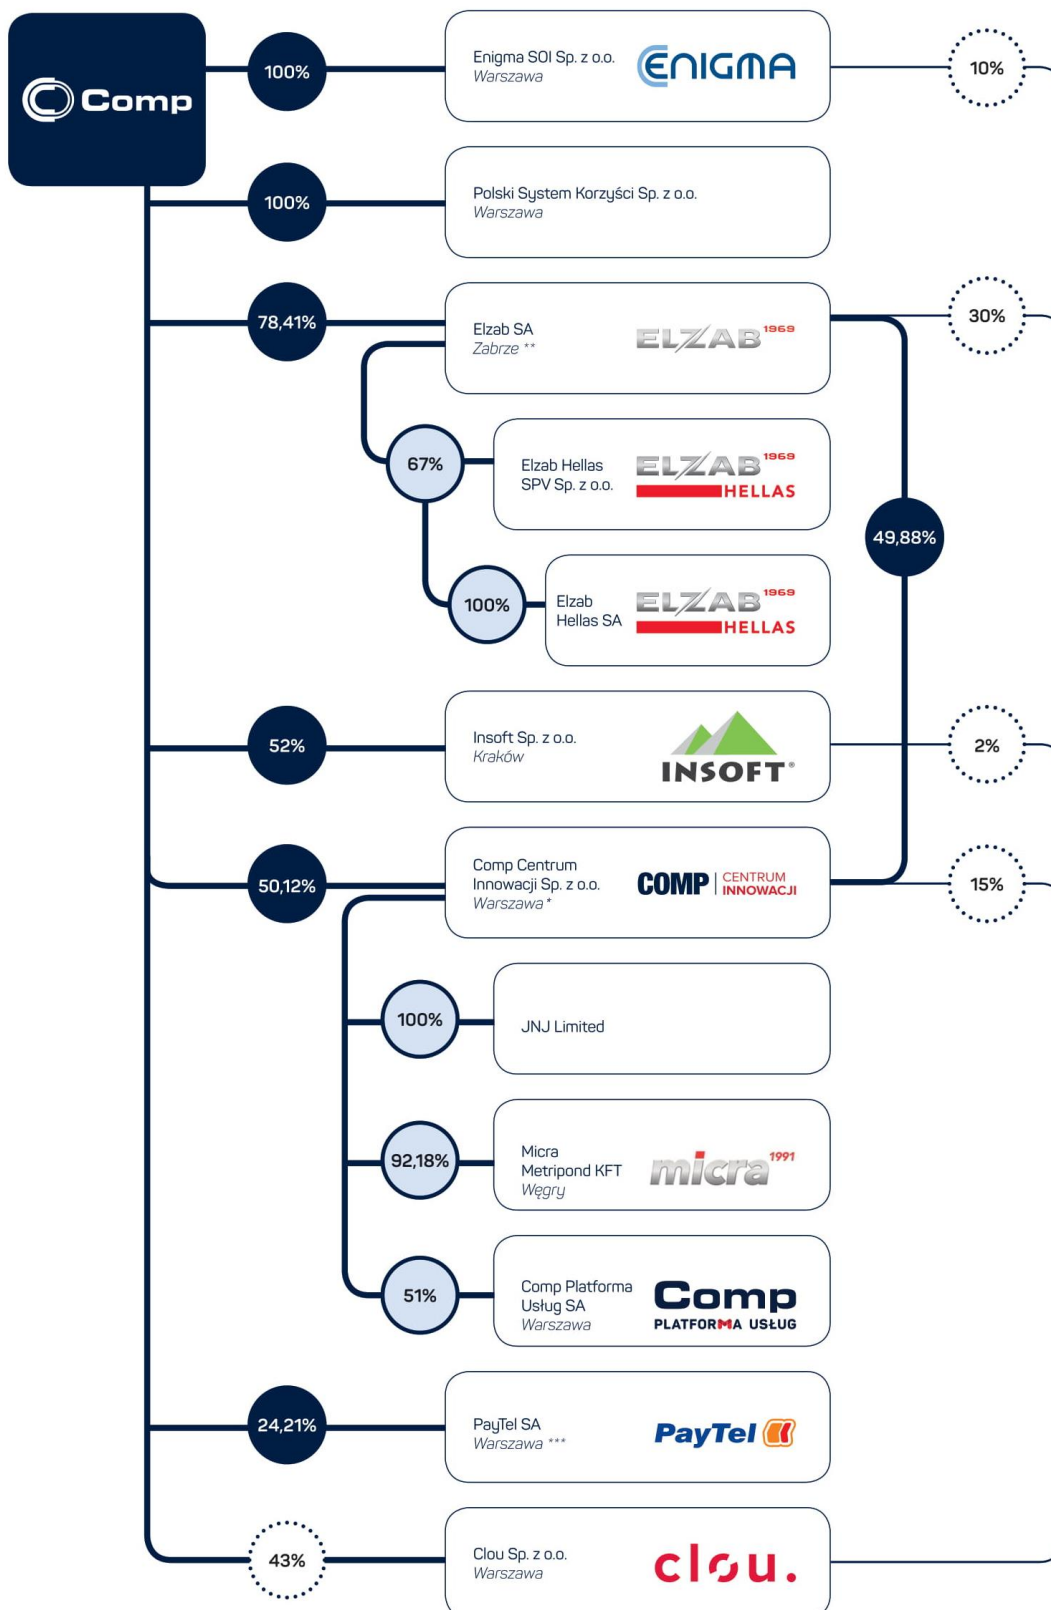 Comp
100%
Enigma SOI Sp. z o.o.
Warszawa
ENIGMA
10%
100%
Polski System Korzyści Sp. z o.o.
Warszawa
78,41%
Elzab SA
Zabrze **
ELZAB 1969
30%
67%
Elzab Hellas
SPV Sp. z o.o.
ELZAB 1969
HELLAS
49,88%
100%
Elzab
Hellas SA
ELZAB 1969
HELLAS
52%
Insoft Sp. z o.o.
Kraków
INSOFT®
2%
50,12%
Comp Centrum
Innowacji Sp. z o.o.
Warszawa *
COMP CENTRUM
INNOWACJI
15%
100%
JNJ Limited
92,18%
Micra
Metripond KFT
Węgry
micra 1991
51%
Comp Platforma
Usług SA
Warszawa
Comp
PLATFORMA USŁUG
24,21%
PayTel SA
Warszawa ***
PayTel
43%
Clou Sp. z o.o.
Warszawa
clou.